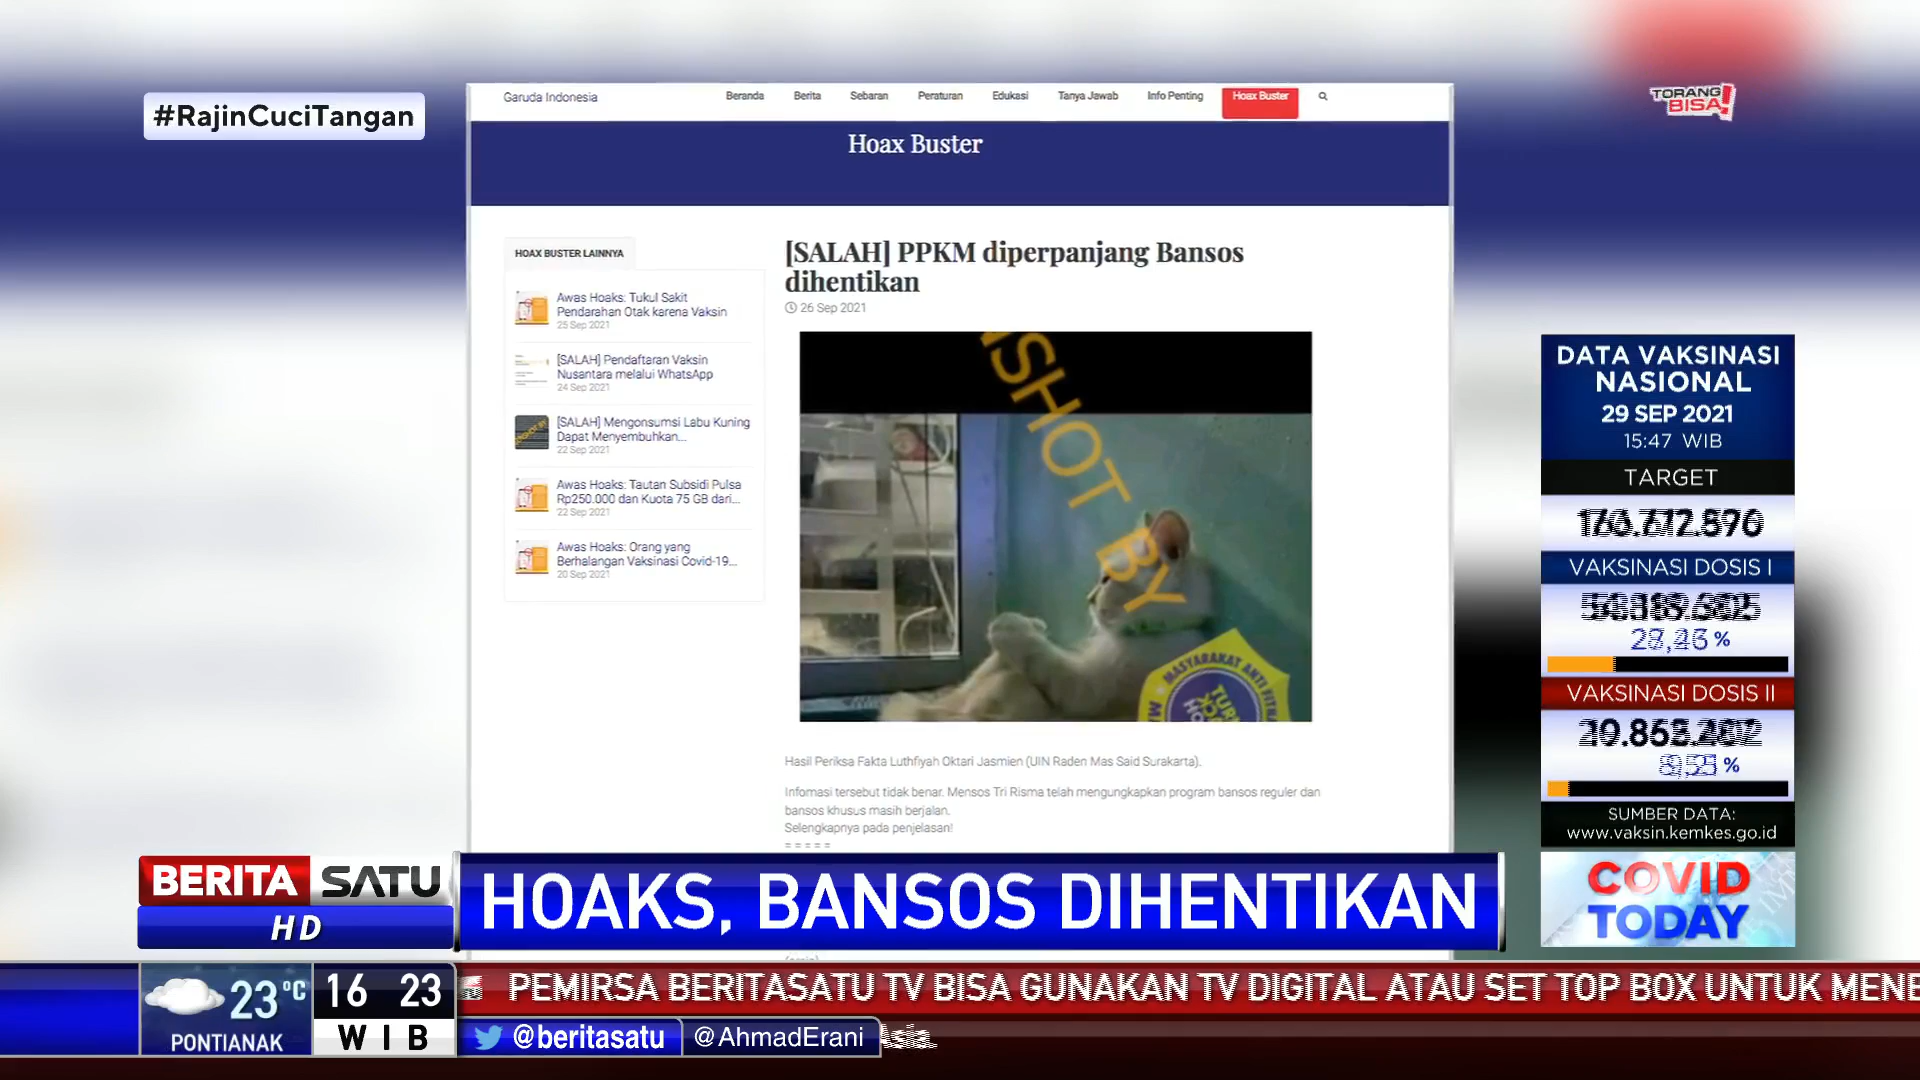 #RajinCuciTangan
Garuda Indonesia
Beranda
Berita
Sebaran
Peraturan
Edukasi
Tanya Jawab
Info Penting
Hoax Buster
TORANG
BISA!
Hoax Buster
HOAX BUSTER LAINNYA
Awas Hoaks: Tukul Sakit
Pendarahan Otak karena Vaksin
25 Sep 2021
[SALAH] Pendaftaran Vaksin
Nusantara melalui WhatsApp
24 Sep 2021
[SALAH] Mengonsumsi Labu Kuning
Dapat Menyembuhkan...
22 Sep 2021
Awas Hoaks: Tautan Subsidi Pulsa
Rp250.000 dan Kuota 75 GB dari...
22 Sep 2021
Awas Hoaks: Orang yang
Berhalangan Vaksinasi Covid-19...
20 Sep 2021
[SALAH] PPKM diperpanjang Bansos
dihentikan
26 Sep 2021
NSHOT BY
MASYARAKAT ANTI FITNA
Hasil Periksa Fakta Luthfiyah Oktari Jasmien (UIN Raden Mas Said Surakarta).
Infomasi tersebut tidak benar. Mensos Tri Risma telah mengungkapkan program bansos reguler dan
bansos khusus masih berjalan.
Selengkapnya pada penjelasan!
= = = = =
DATA VAKSINASI
NASIONAL
29 SEP 2021
15:47 WIB
TARGET
VAKSINASI DOSIS I
%
VAKSINASI DOSIS II
%
SUMBER DATA:
www.vaksin.kemkes.go.id
COVID
TODAY
BERITA SATU
HD
HOAKS, BANSOS DIHENTIKAN
23°C
PONTIANAK
16 23
WIB
PEMIRSA BERITASATU TV BISA GUNAKAN TV DIGITAL ATAU SET TOP BOX UNTUK MENE
@beritasatu
@AhmadErani
Asia.